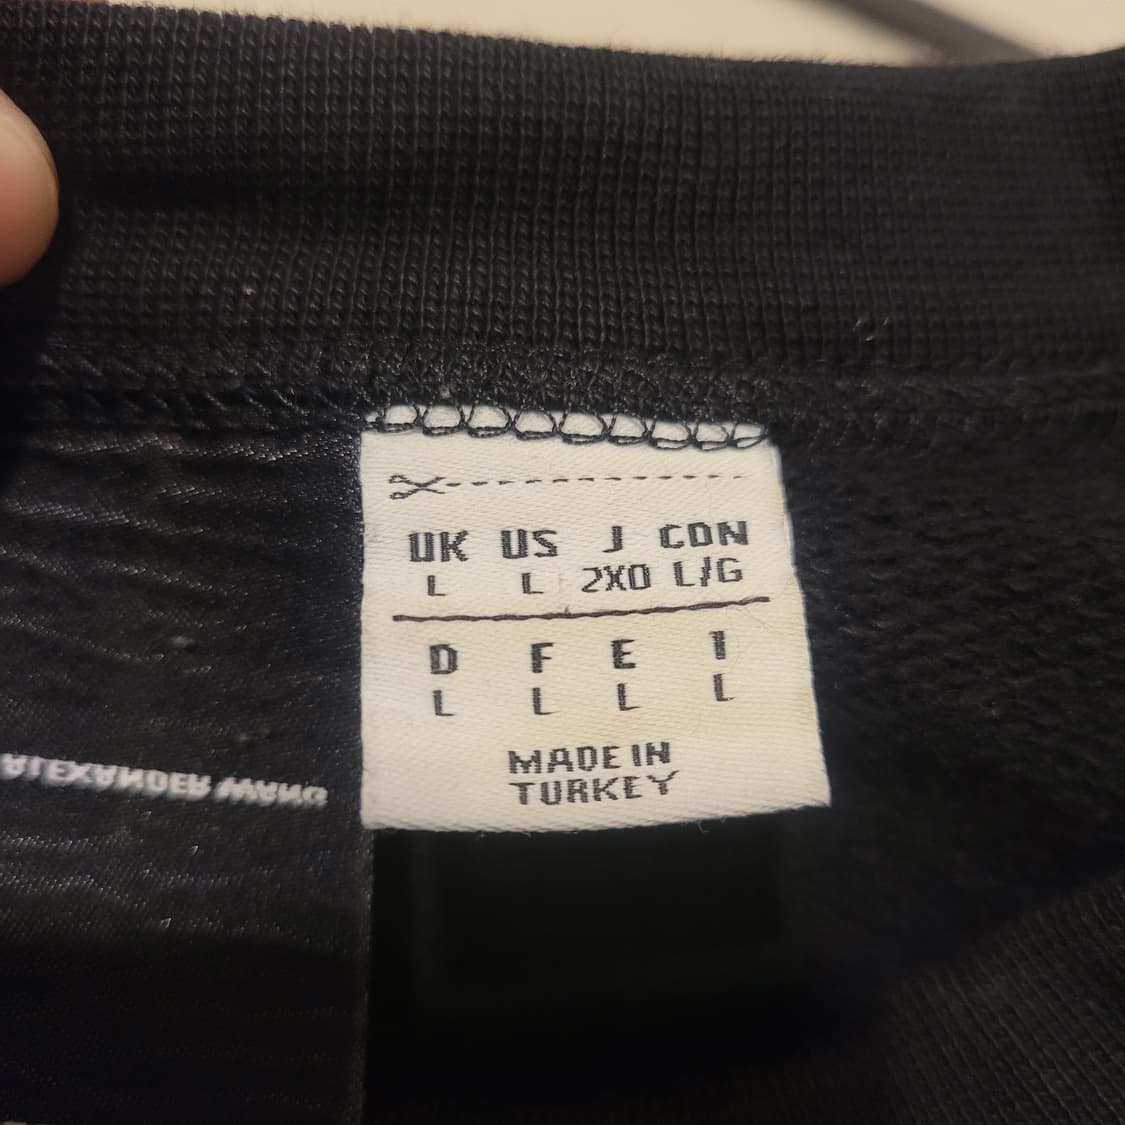 UK US J CDN
L L 2XO L/G
D F E I
L L L L
MADE IN
TURKEY
ALEXANDER WANG